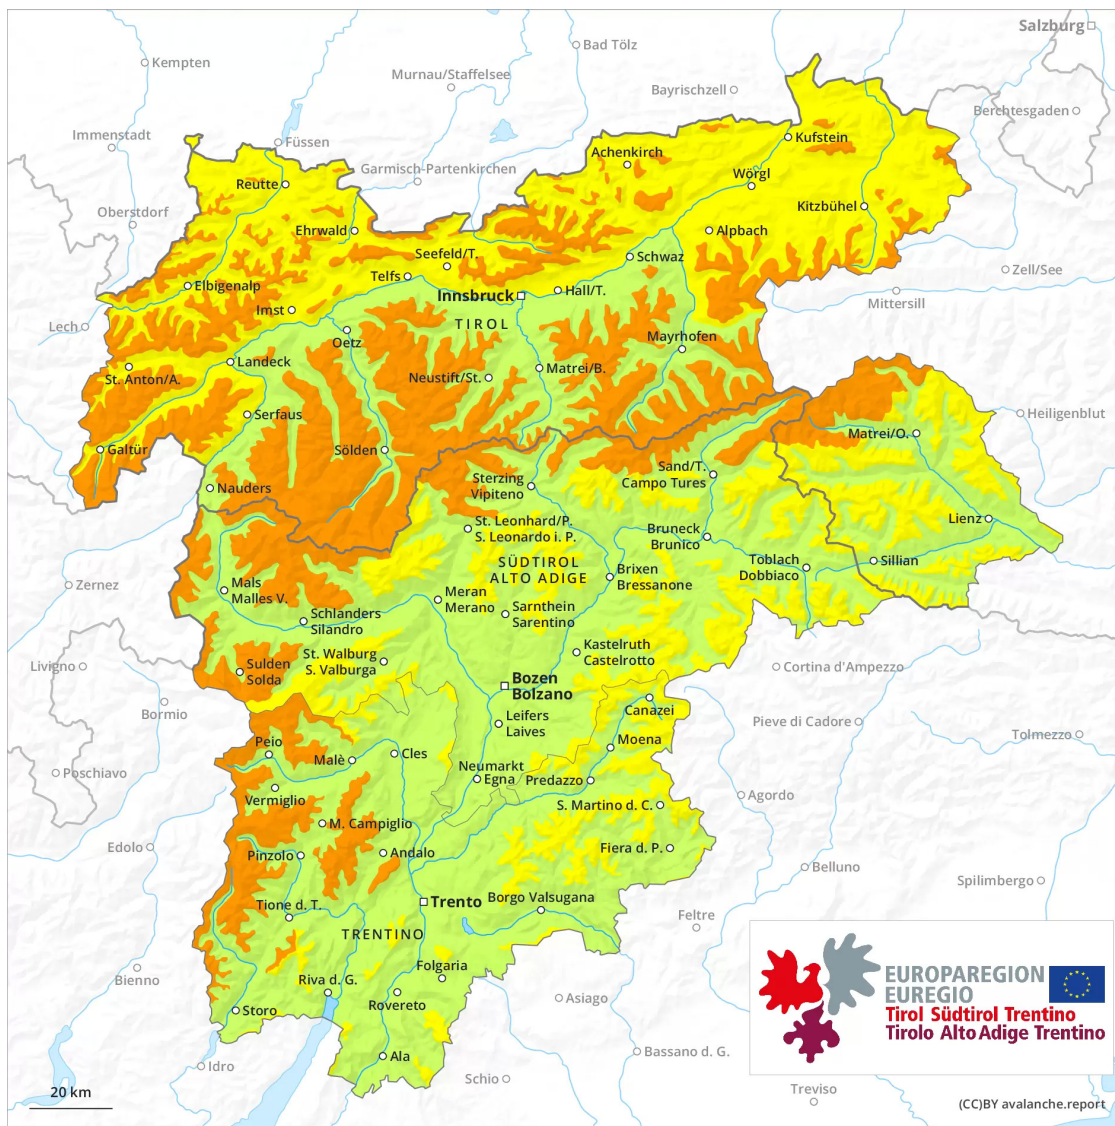 Salzburg
Kempten
Bad Tölz
Murnau/Staffelsee
Bayrischzell
Berchtesgaden
Immenstadt
Füssen
Kufstein
Achenkirch
Garmisch-Partenkirchen
Wörgl
Reutte
Oberstdorf
Kitzbühel
Ehrwald
Alpbach
Seefeld/T.
Schwaz
Telfs
Zell/See
Elbigenalp
Hall/T.
Innsbruck
Mittersill
Imst
Lech
TIROL
Oetz
Mayrhofen
Landeck
Matrei/B.
St. Anton/A.
Neustift/St.
Serfaus
Heiligenblut
Matrei/O.
Galtür
Sölden
Sand/T.
Campo Tures
Sterzing
Vipiteno
Nauders
Lienz
St. Leonhard/P.
S. Leonardo i. P.
Bruneck
Brunico
SÜDTIROL
ALTO ADIGE
Toblach
Dobbiaco
Sillian
Brixen
Bressanone
Zernez
Mals
Malles V.
Meran
Merano
Sarnthein
Sarentino
Schlanders
Silandro
Kastelruth
Castelrotto
St. Walburg
S. Valburga
Livigno
Sulden
Solda
Cortina d'Ampezzo
Bozen
Bolzano
Bormio
Canazei
Leifers
Laives
Pieve di Cadore
Tolmezzo
Moena
Peio
Malè
Cles
Poschiavo
Neumarkt
Egna
Predazzo
Vermiglio
Agordo
S. Martino d. C.
M. Campiglio
Edolo
Pinzolo
Andalo
Fiera d. P.
Belluno
Spilimbergo
Borgo Valsugana
Trento
Tione d. T.
Feltre
TRENTINO
Folgaria
Bienno
Riva d. G.
Rovereto
Asiago
Storo
Ala
Bassano d. G.
Idro
Schio
Treviso
EUROPAREGION
EUREGIO
Tirol Südtirol Trentino
Tirolo Alto Adige Trentino
20 km
(CC)BY avalanche.report